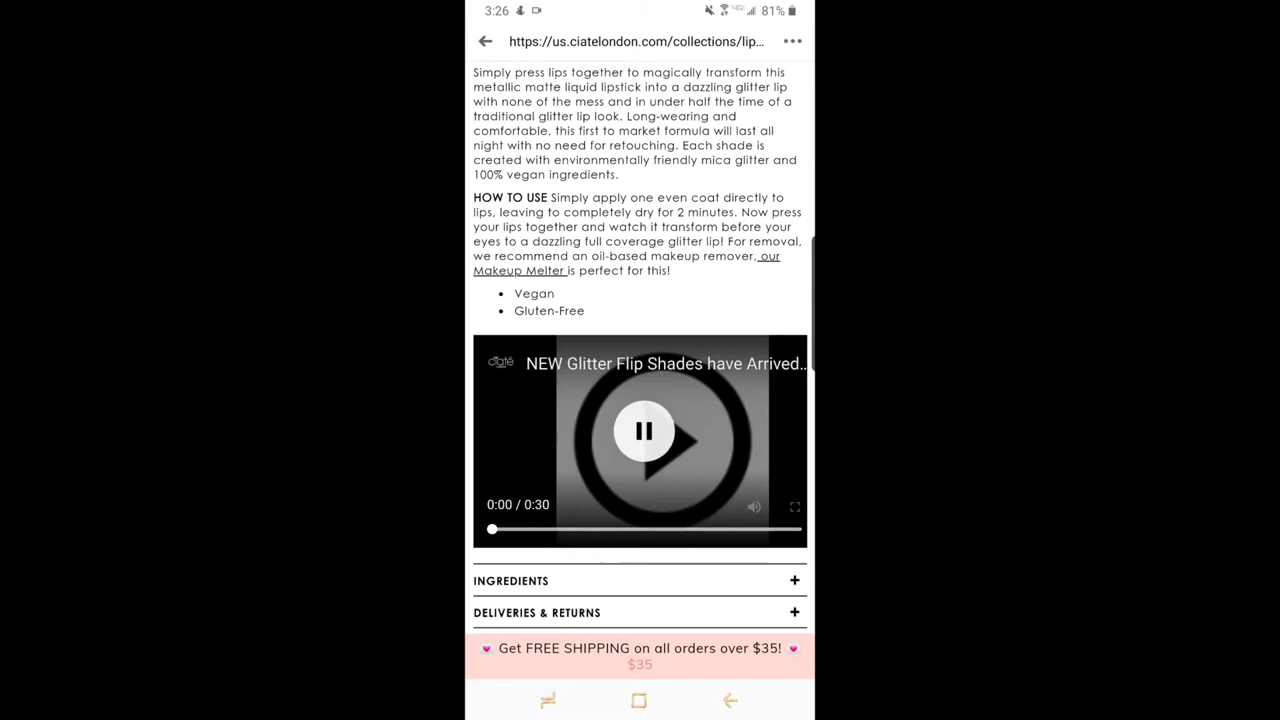 3:26 81%
https://us.ciatelondon.com/collections/lip...
Simply press lips together to magically transform this
metallic matte liquid lipstick into a dazzling glitter lip
with none of the mess and in under half the time of a
traditional glitter lip look. Long-wearing and
comfortable, this first to market formula will last all
night with no need for retouching. Each shade is
created with environmentally friendly mica glitter and
100% vegan ingredients.
HOW TO USE Simply apply one even coat directly to
lips, leaving to completely dry for 2 minutes. Now press
your lips together and watch it transform before your
eyes to a dazzling full coverage glitter lip! For removal,
we recommend an oil-based makeup remover, our
Makeup Melter is perfect for this!
• Vegan
• Gluten-Free
ciaté NEW Glitter Flip Shades have Arrived...
0:00 / 0:30
INGREDIENTS +
DELIVERIES & RETURNS +
💌 Get FREE SHIPPING on all orders over $35! 💌
$35